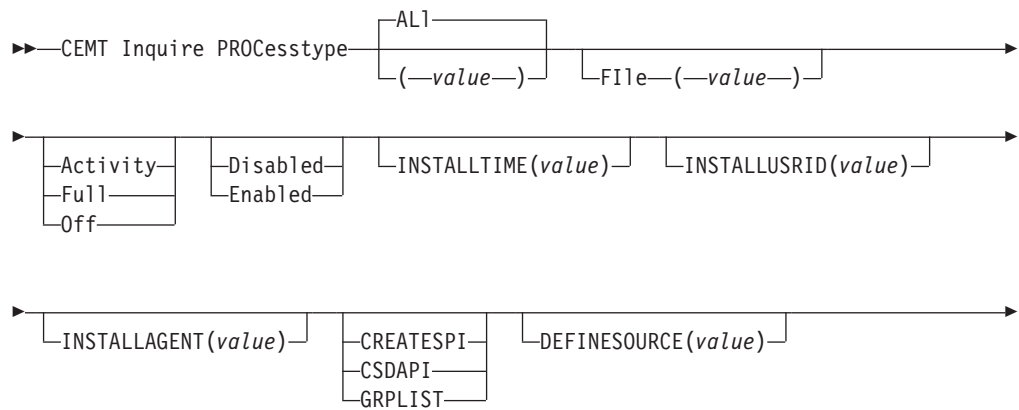 ALl
CEMT Inquire PROCesstype
(value)
FIle (value)
Activity
Full
Off
Disabled
Enabled
INSTALLTIME(value)
INSTALLUSRID(value)
INSTALLAGENT(value)
CREATESPI
CSDAPI
GRPLIST
DEFINESOURCE(value)